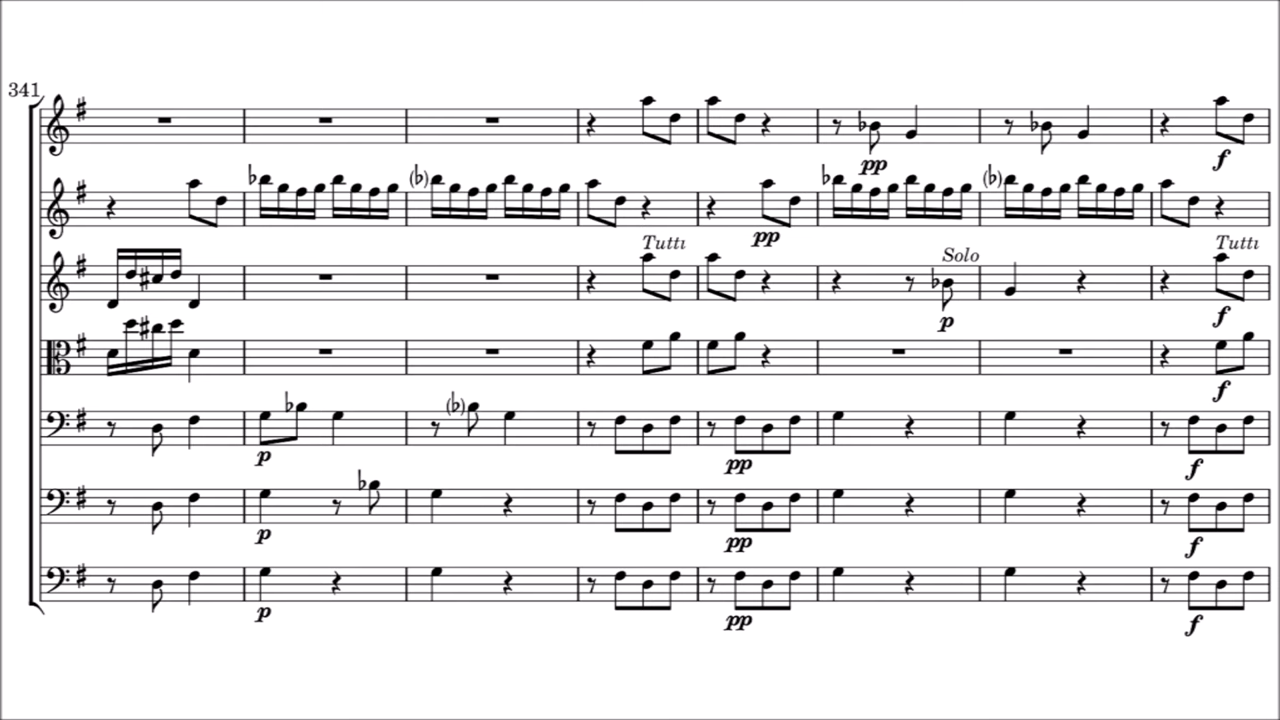 341
pp f
pp
Tutti Solo Tutti
p f
f
p pp f
p pp f
p pp f